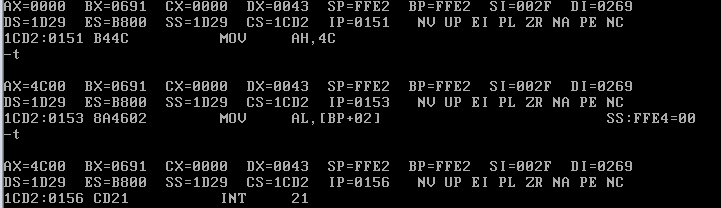 AX=0000 BX=0691 CX=0000 DX=0043 SP=FFE2 BP=FFE2 SI=002F DI=0269
DS=1D29 ES=B800 SS=1D29 CS=1CD2 IP=0151 NV UP EI PL ZR NA PE NC
1CD2:0151 B44C MOV AH,4C
-t
AX=4C00 BX=0691 CX=0000 DX=0043 SP=FFE2 BP=FFE2 SI=002F DI=0269
DS=1D29 ES=B800 SS=1D29 CS=1CD2 IP=0153 NV UP EI PL ZR NA PE NC
1CD2:0153 8A4602 MOV AL,[BP+02] SS:FFE4=00
-t
AX=4C00 BX=0691 CX=0000 DX=0043 SP=FFE2 BP=FFE2 SI=002F DI=0269
DS=1D29 ES=B800 SS=1D29 CS=1CD2 IP=0156 NV UP EI PL ZR NA PE NC
1CD2:0156 CD21 INT 21